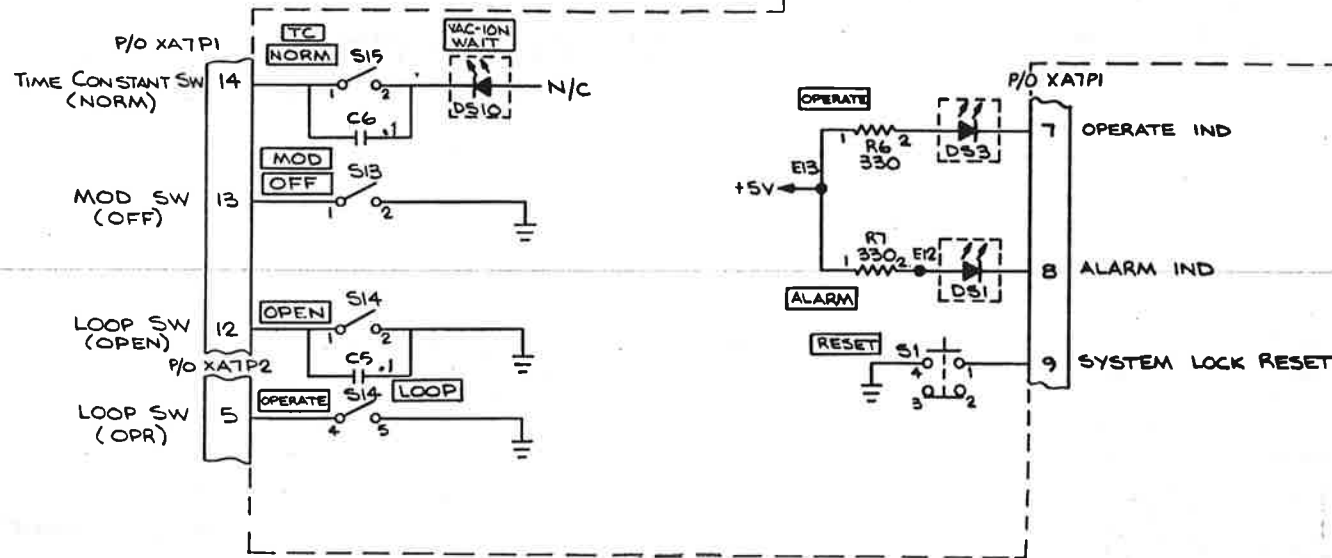 P/O XA7P1
TIME CONSTANT SW
(NORM)
14
TC
NORM
S15
1
2
C6
.1
VAC-ION
WAIT
DS10
N/C
MOD SW
(OFF)
13
MOD
OFF
S13
1
2
LOOP SW
(OPEN)
12
OPEN
S14
1
2
C5
.1
P/O XA7P2
LOOP SW
(OPR)
5
OPERATE
S14
LOOP
4
5
P/O XA7P1
OPERATE
1
R6
330
2
DS3
7
OPERATE IND
+5V
E13
R7
330
1
2
E12
DS1
8
ALARM IND
ALARM
RESET
S1
4
1
3
2
9
SYSTEM LOCK RESET